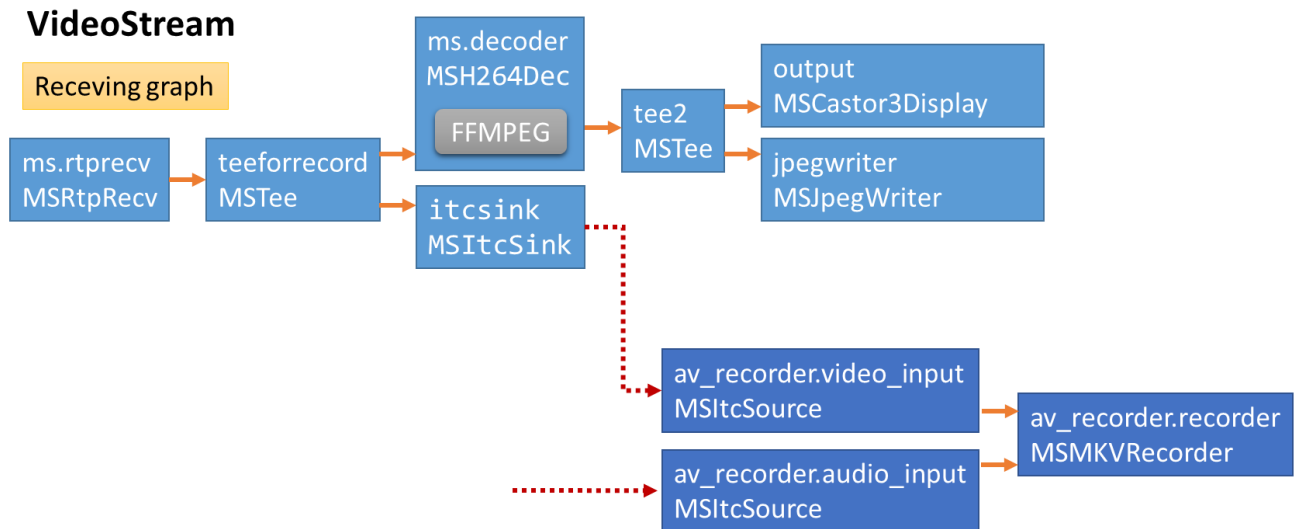 VideoStream
Receving graph
ms.rtprecv
MSRtpRecv
teeforrecord
MSTee
ms.decoder
MSH264Dec
FFMPEG
itcsink
MSItcSink
tee2
MSTee
output
MSCastor3Display
jpegwriter
MSJpegWriter
av_recorder.video_input
MSItcSource
av_recorder.audio_input
MSItcSource
av_recorder.recorder
MSMKVRecorder